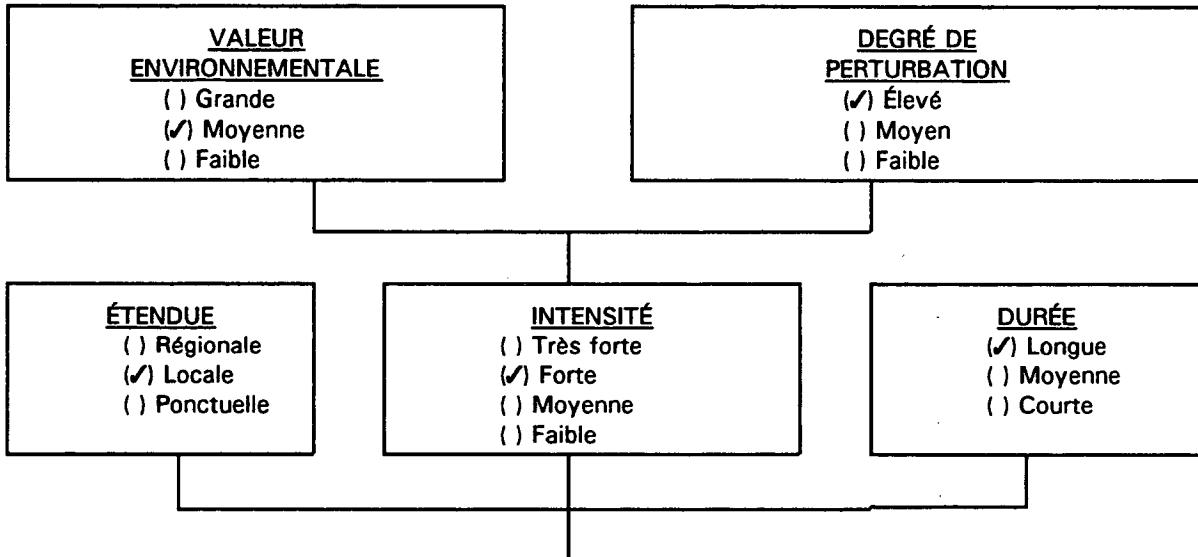 VALEUR
ENVIRONNEMENTALE
( ) Grande
(✓) Moyenne
( ) Faible
DEGRÉ DE
PERTURBATION
(✓) Élevé
( ) Moyen
( ) Faible
ÉTENDUE
( ) Régionale
(✓) Locale
( ) Ponctuelle
INTENSITÉ
( ) Très forte
(✓) Forte
( ) Moyenne
( ) Faible
DURÉE
(✓) Longue
( ) Moyenne
( ) Courte